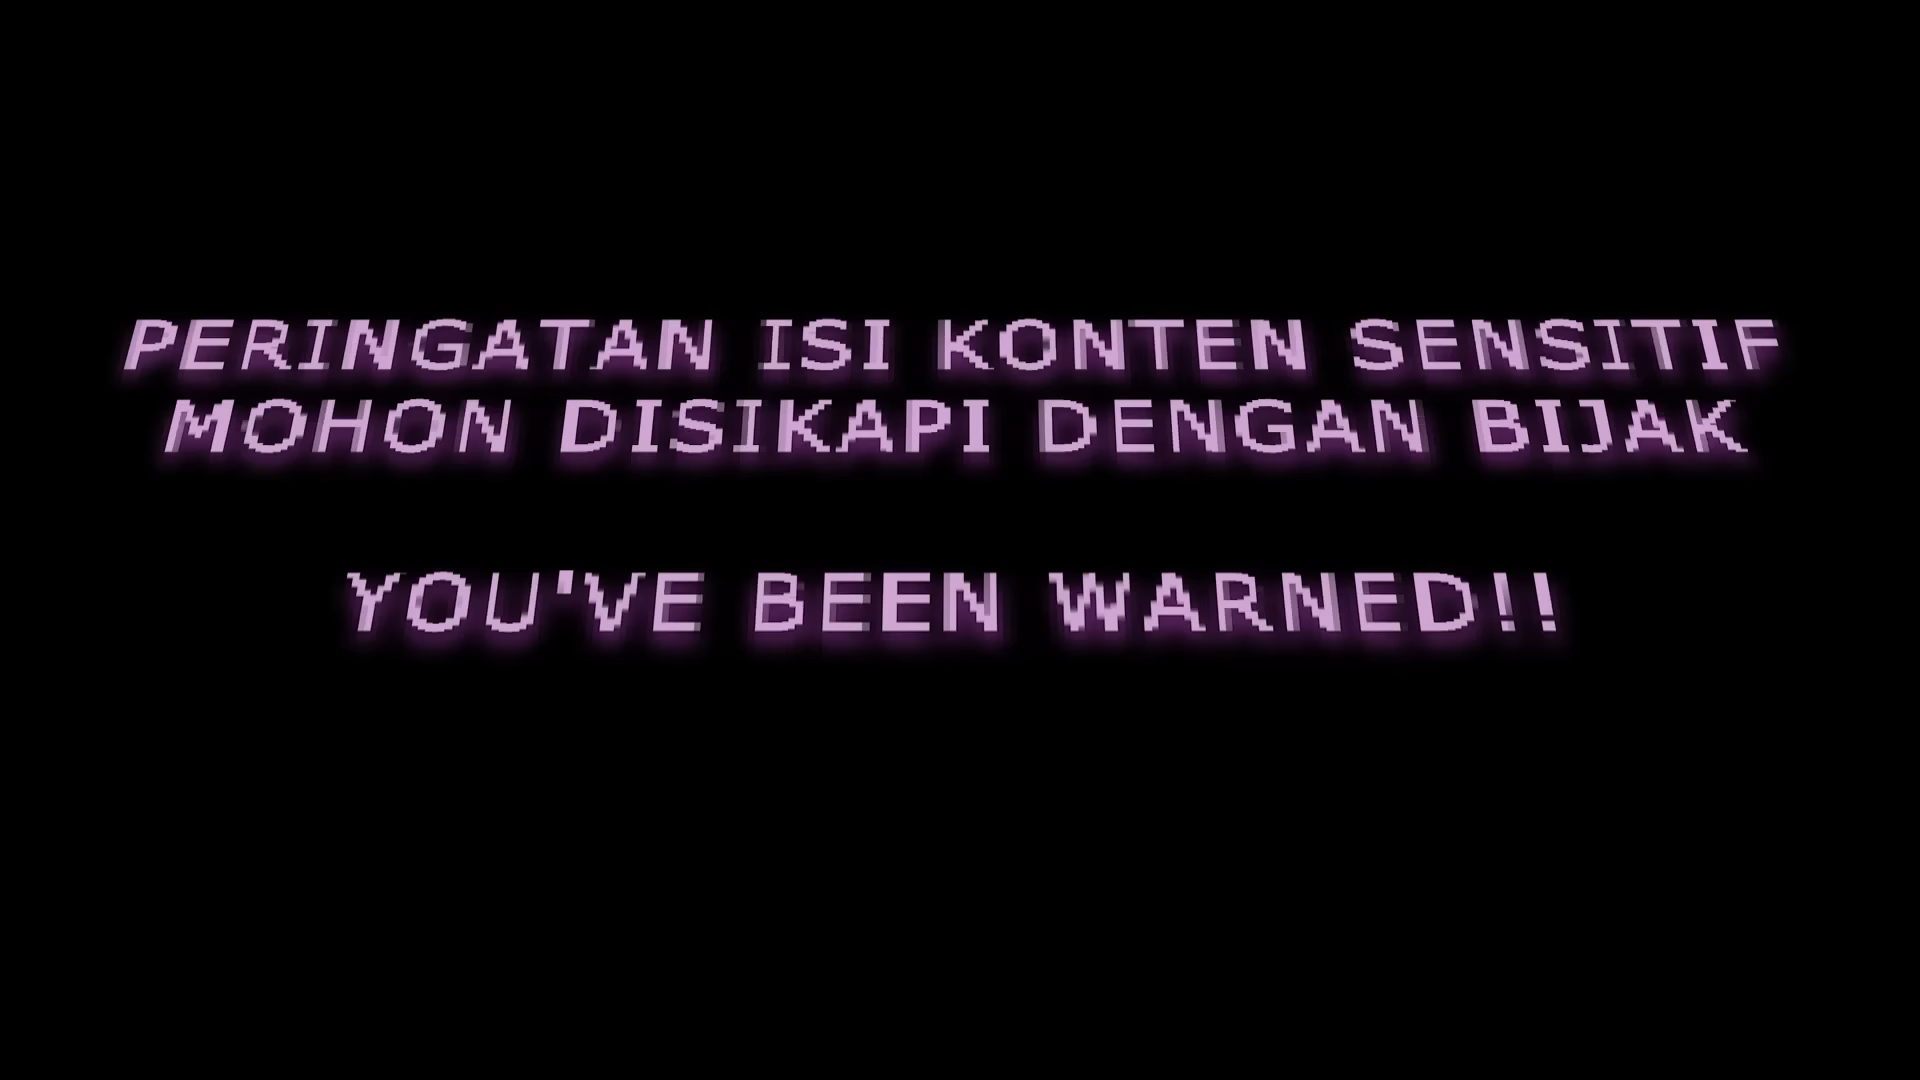 PERINGATAN ISI KONTEN SENSITIF
MOHON DISIKAPI DENGAN BIJAK
YOU'VE BEEN WARNED!!